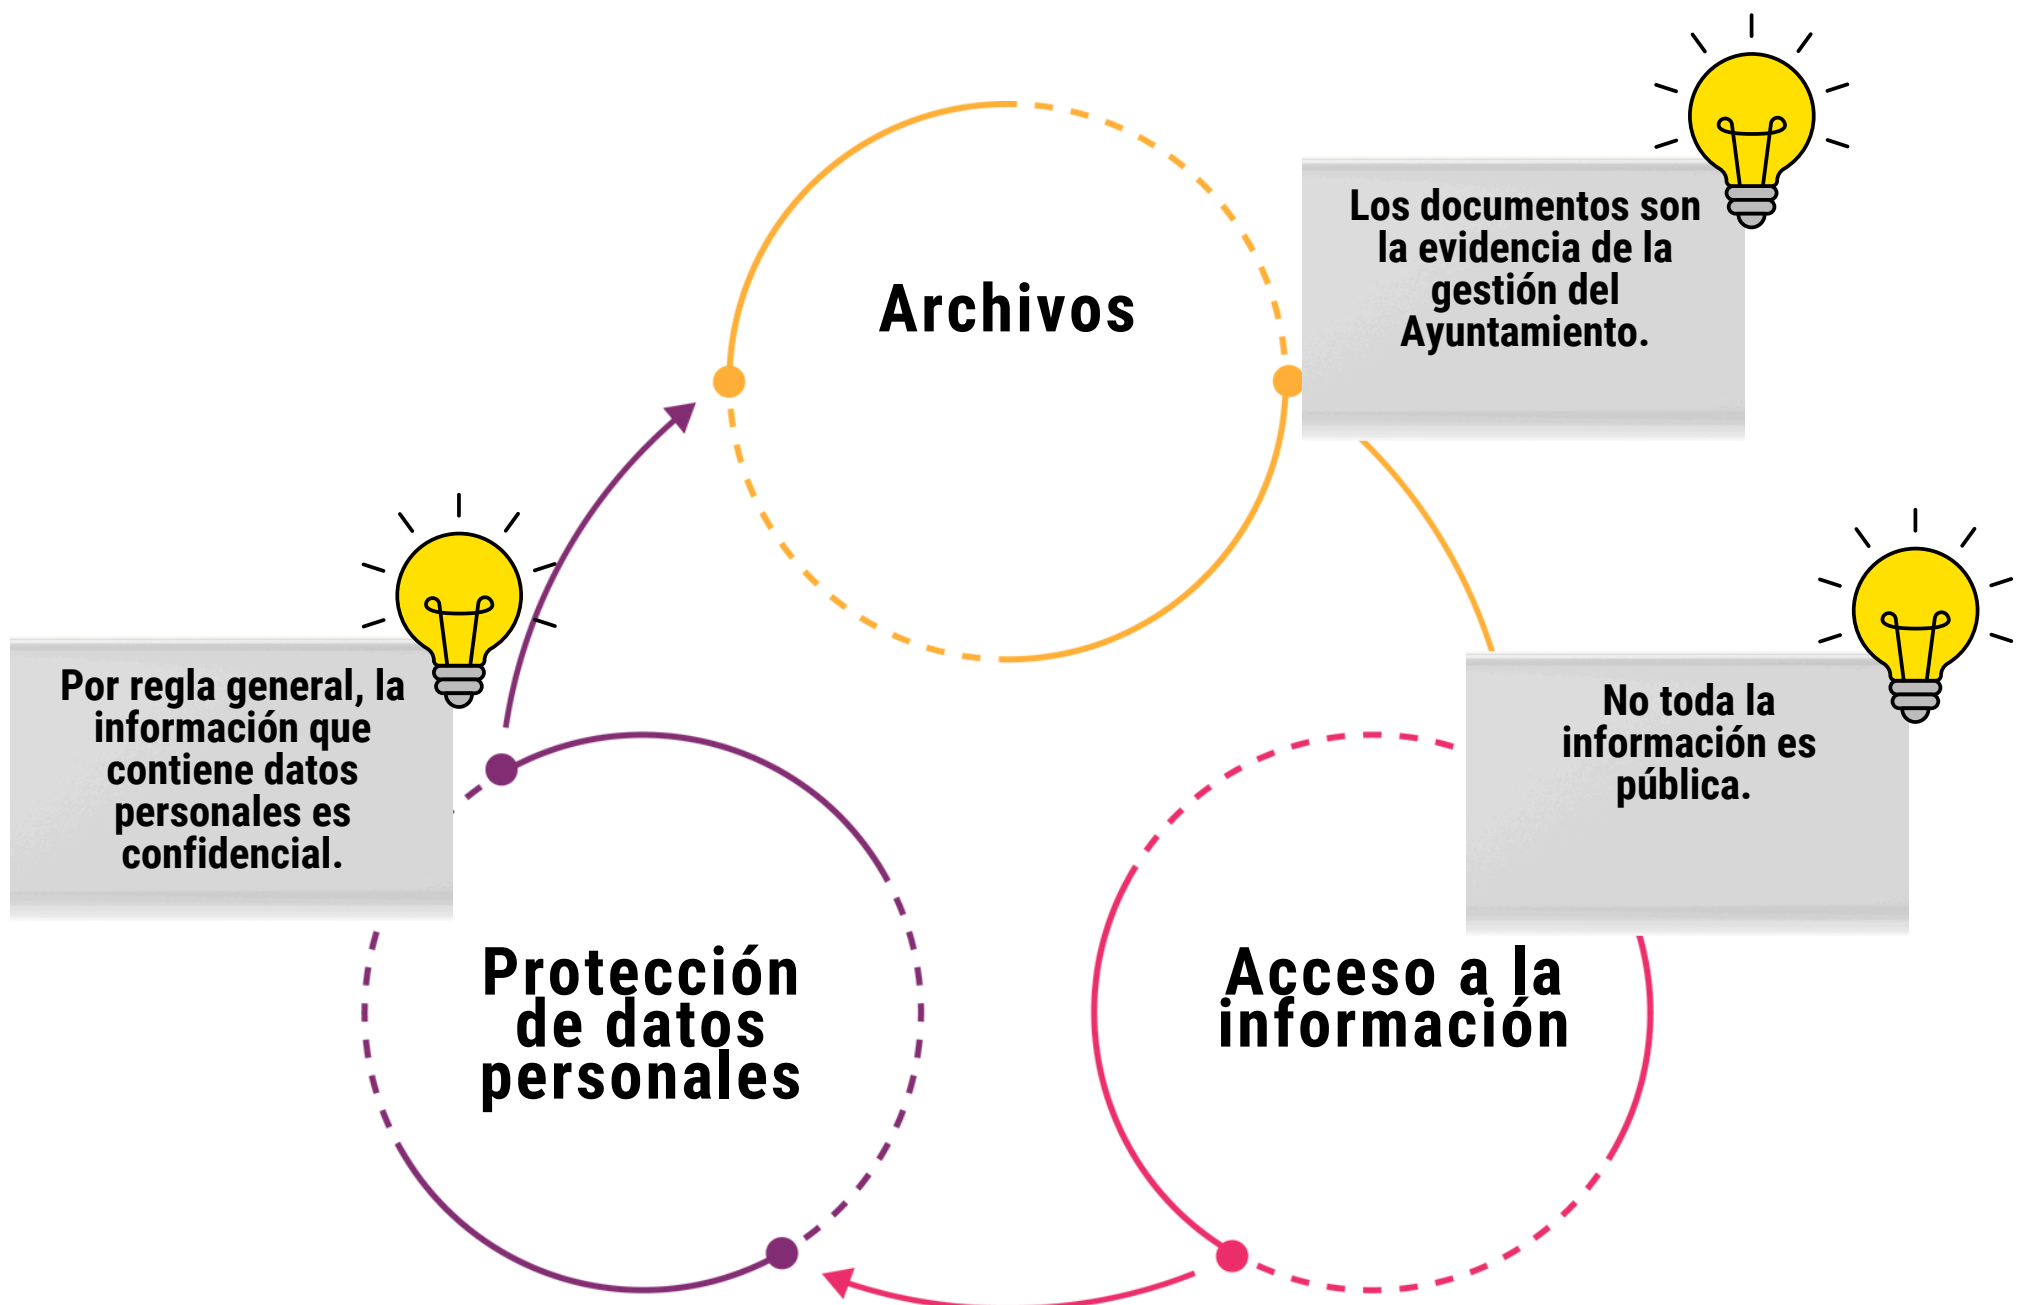 Archivos
Los documentos son
la evidencia de la
gestión del
Ayuntamiento.
Por regla general, la
información que
contiene datos
personales es
confidencial.
No toda la
información es
pública.
Protección
de datos
personales
Acceso a la
información